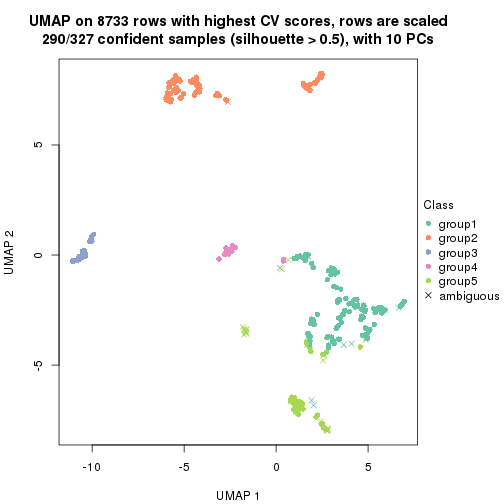 UMAP on 8733 rows with highest CV scores, rows are scaled
290/327 confident samples (silhouette > 0.5), with 10 PCs
5
0
-5
UMAP 2
-10
-5
0
5
UMAP 1
Class
group1
group2
group3
group4
group5
ambiguous